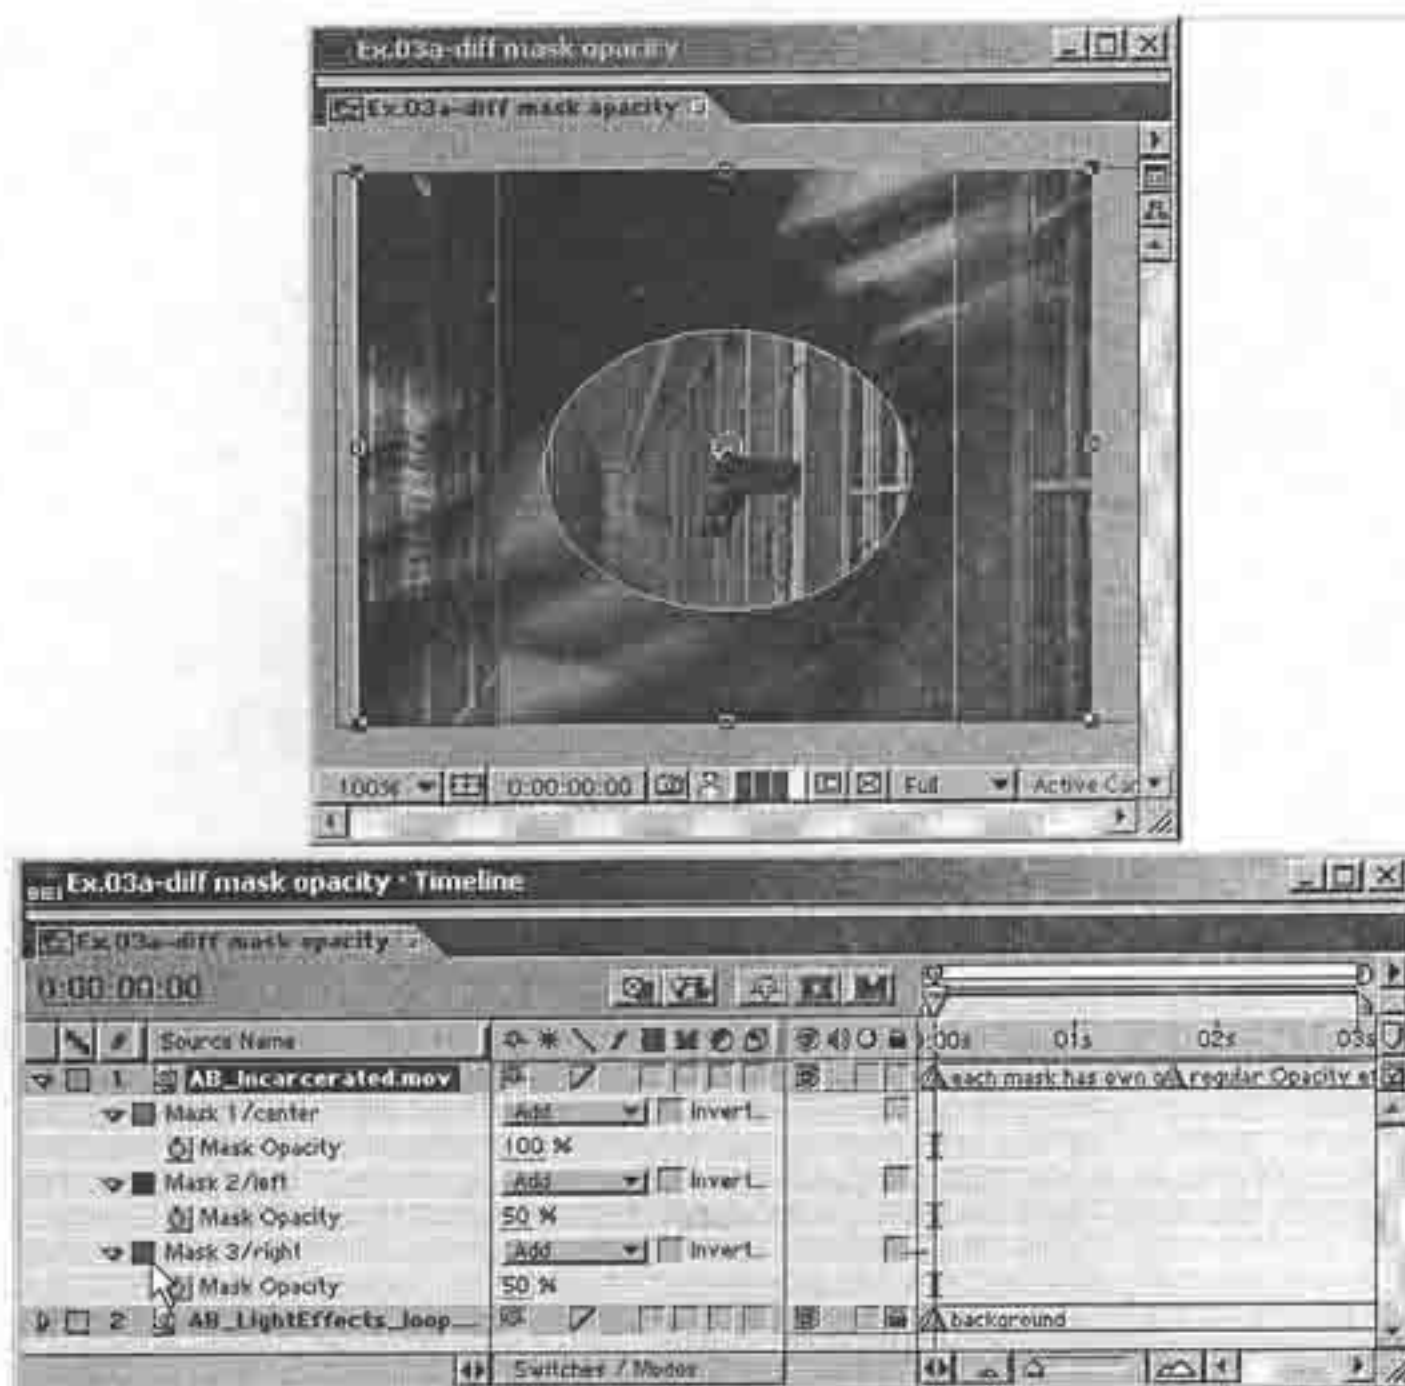 Ex.03a-diff mask opacity
Ex.03a-diff mask opacity
100% 0:00:00:00 Full Active Car
Ex.03a-diff mask opacity · Timeline
Ex.03a-diff mask opacity
0:00:00:00
# Source Name :00s 01s 02s 03s
1 AB_Incarcerated.mov each mask has own regular Opacity
Mask 1/center Add Invert...
Mask Opacity 100 %
Mask 2/left Add Invert...
Mask Opacity 50 %
Mask 3/right Add Invert...
Mask Opacity 50 %
2 AB_LightEffects_loop... background
Switches / Modes